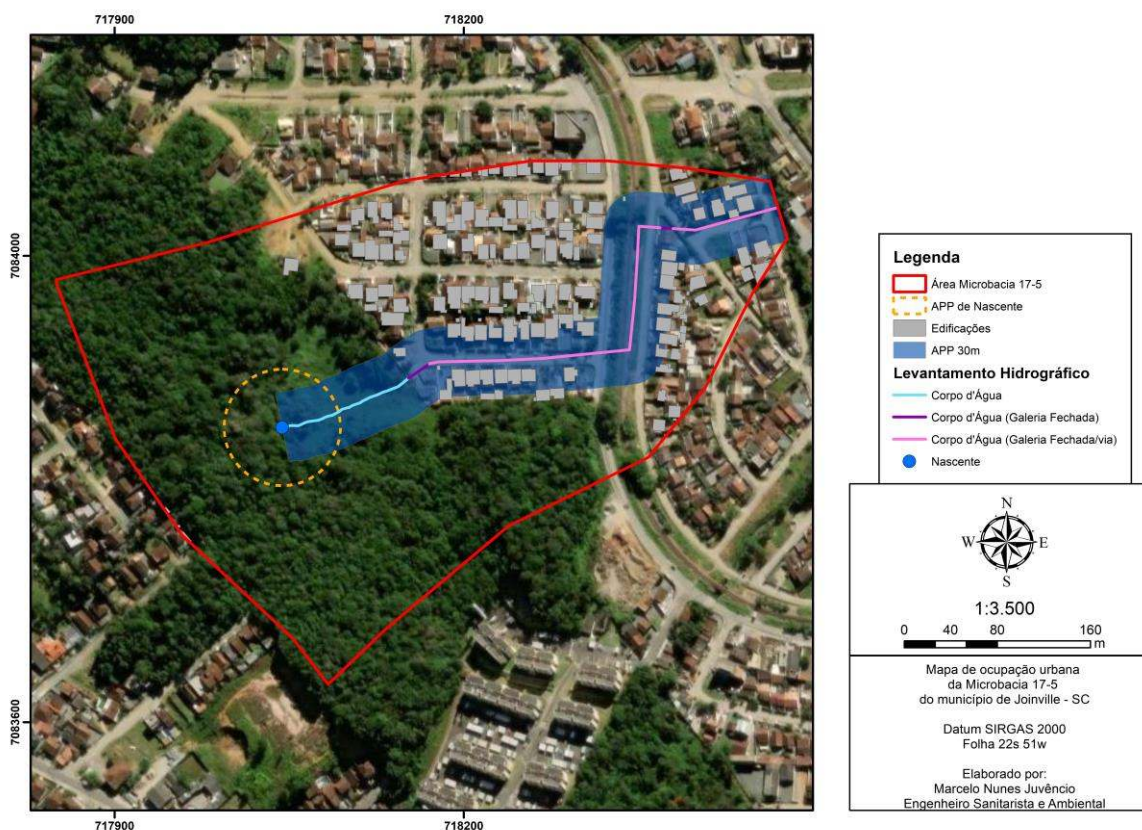 717900
718200
7084000
7083600
717900
718200
Legenda
Área Microbacia 17-5
APP de Nascente
Edificações
APP 30m
Levantamento Hidrográfico
Corpo d'Água
Corpo d'Água (Galeria Fechada)
Corpo d'Água (Galeria Fechada/via)
Nascente
N
W
E
S
1:3.500
0 40 80 160
m
Mapa de ocupação urbana
da Microbacia 17-5
do município de Joinville - SC
Datum SIRGAS 2000
Folha 22s 51w
Elaborado por:
Marcelo Nunes Juvêncio
Engenheiro Sanitarista e Ambiental